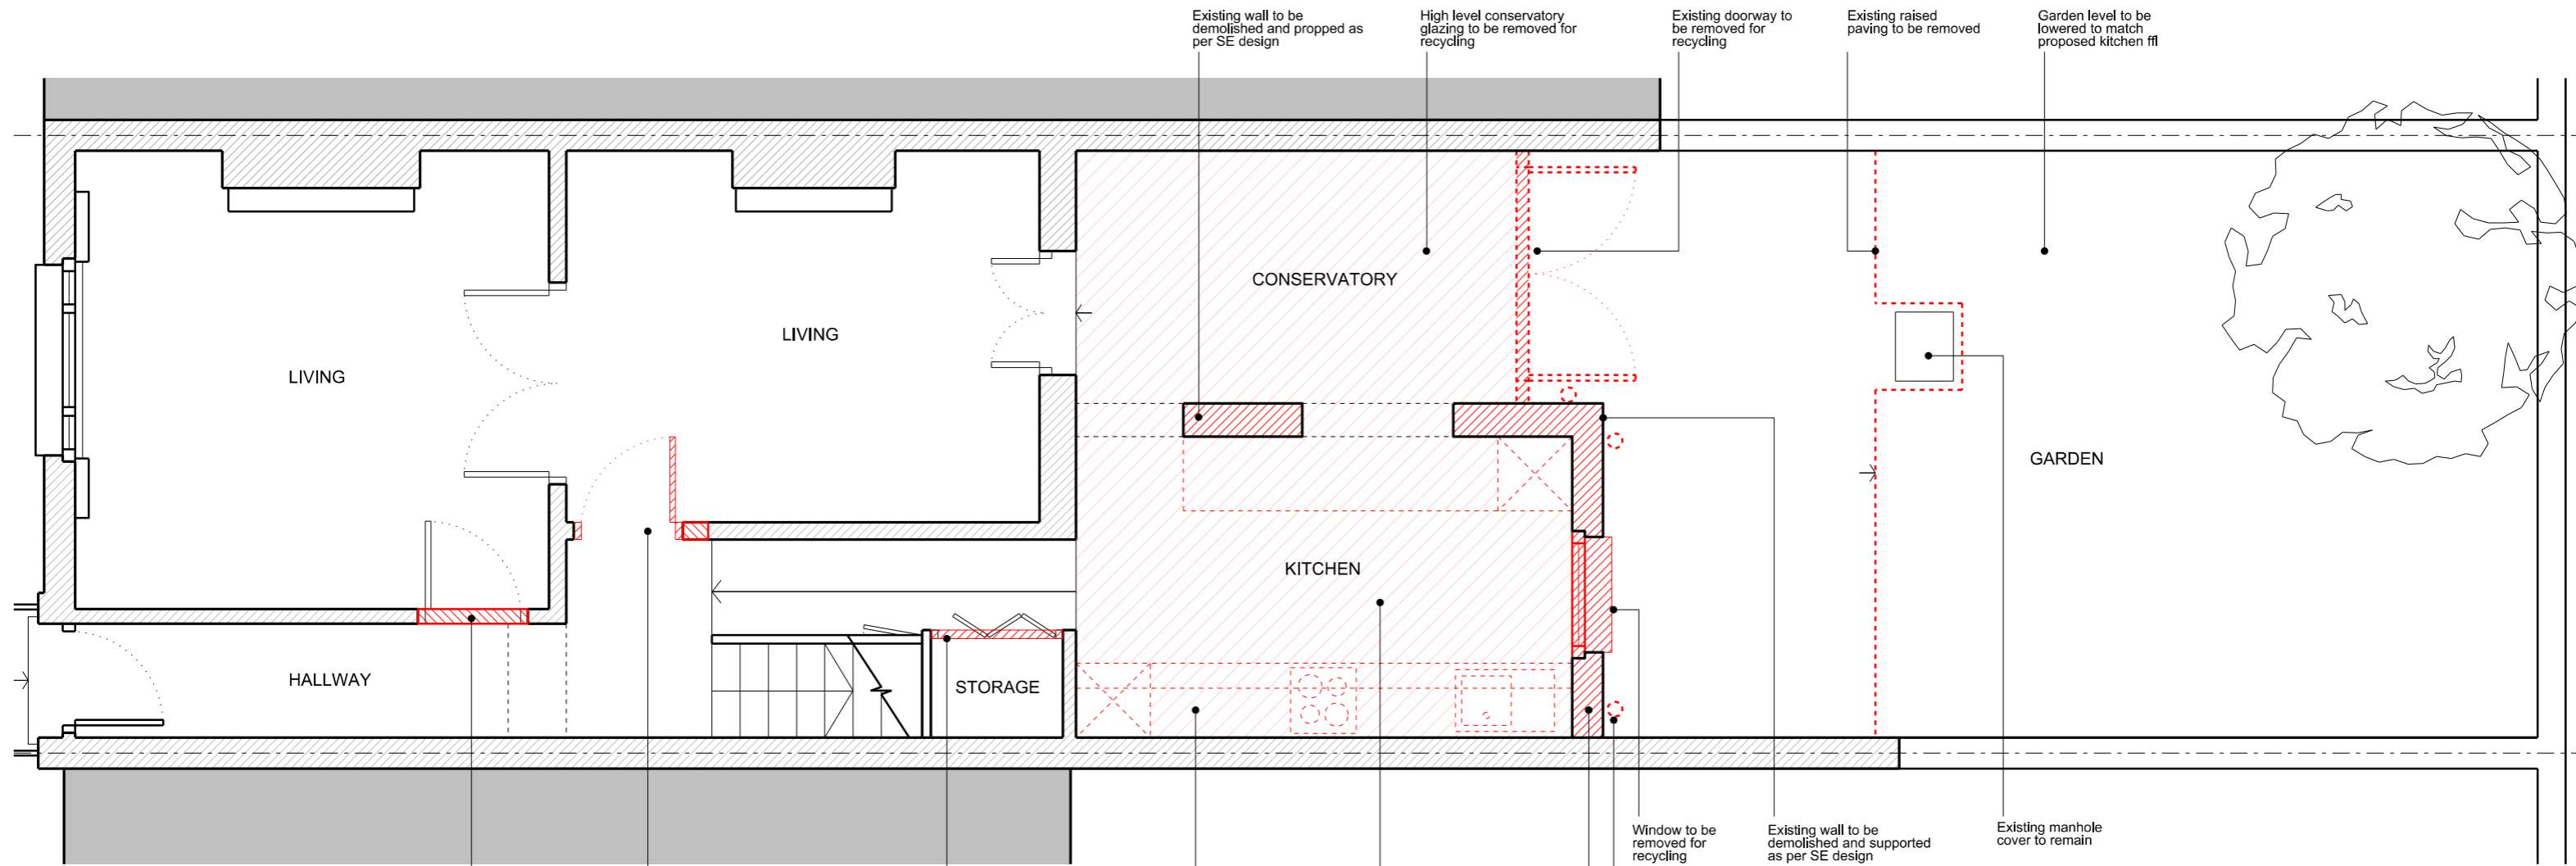 Existing wall to be
demolished and propped as
per SE design
High level conservatory
glazing to be removed for
recycling
Existing doorway to
be removed for
recycling
Existing raised
paving to be removed
Garden level to be
lowered to match
proposed kitchen ffl
CONSERVATORY
LIVING
LIVING
GARDEN
KITCHEN
HALLWAY
STORAGE
Window to be
removed for
recycling
Existing wall to be
demolished and supported
as per SE design
Existing manhole
cover to remain